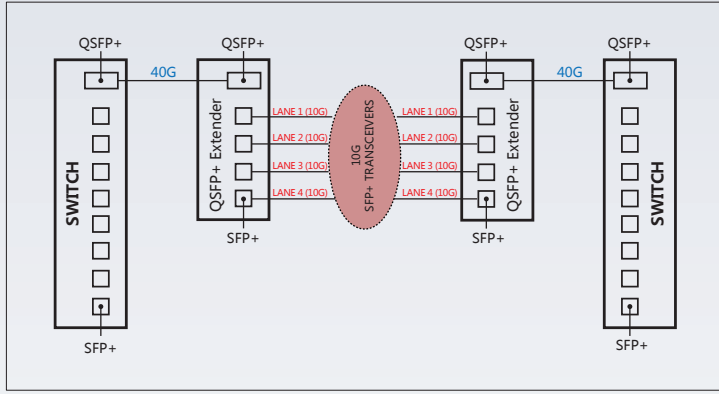 QSFP+
QSFP+
QSFP+
QSFP+
40G
40G
LANE 1 (10G)
LANE 1 (10G)
LANE 2 (10G)
LANE 2 (10G)
LANE 3 (10G)
LANE 3 (10G)
LANE 4 (10G)
LANE 4 (10G)
SWITCH
QSFP+ Extender
10G
SFP+ TRANSCEIVERS
QSFP+ Extender
SWITCH
SFP+
SFP+
SFP+
SFP+